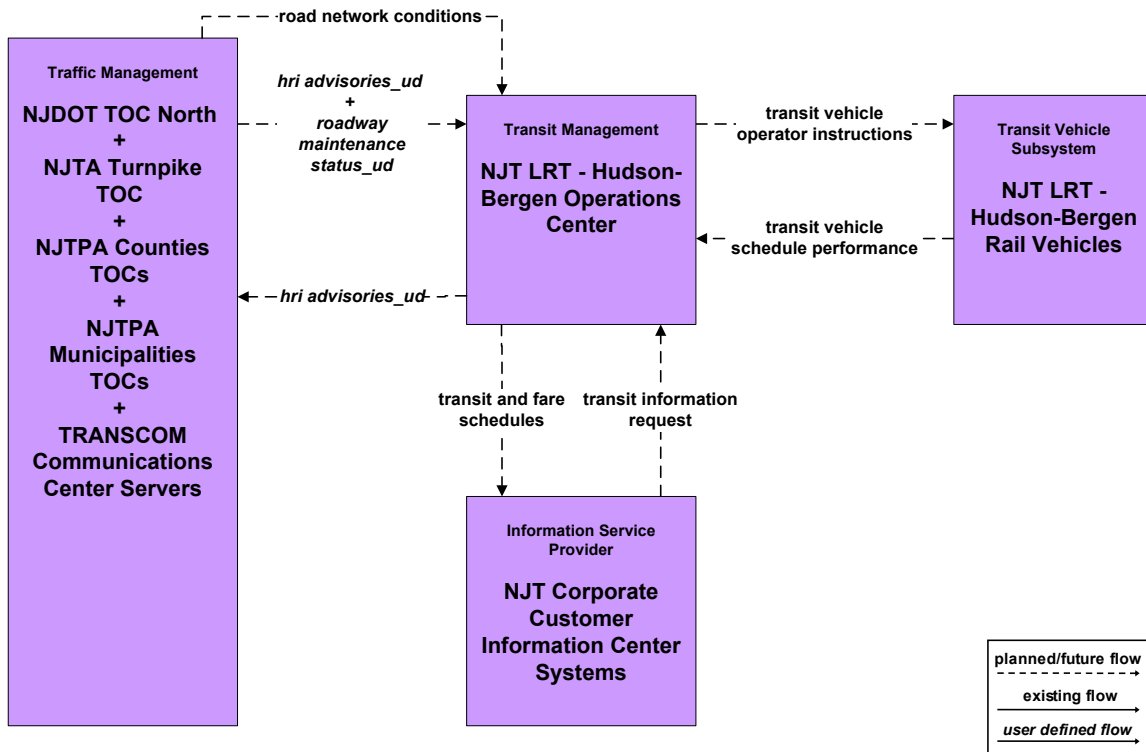 road network conditions
Traffic Management
NJDOT TOC North
+
NJTA Turnpike
TOC
+
NJTPA Counties
TOCs
+
NJTPA
Municipalities
TOCs
+
TRANSCOM
Communications
Center Servers
hri advisories_ud
+
roadway
maintenance
status_ud
hri advisories_ud
Transit Management
NJT LRT - Hudson-
Bergen Operations
Center
transit vehicle
operator instructions
transit vehicle
schedule performance
Transit Vehicle
Subsystem
NJT LRT -
Hudson-Bergen
Rail Vehicles
transit and fare
schedules
transit information
request
Information Service
Provider
NJT Corporate
Customer
Information Center
Systems
planned/future flow
existing flow
user defined flow